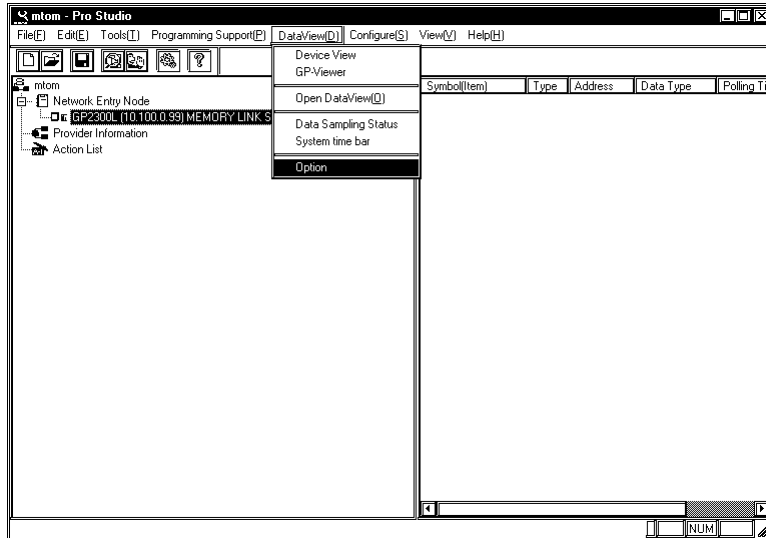 mtom - Pro Studio
File(F) Edit(E) Tools(T) Programming Support(P) DataView(D) Configure(S) View(V) Help(H)
Device View
GP-Viewer
Open DataView(O)
Data Sampling Status
System time bar
Option
mtom
Network Entry Node
GP2300L (10.100.0.99) MEMORY LINK S
Provider Information
Action List
Symbol(Item) Type Address Data Type Polling Ti
NUM